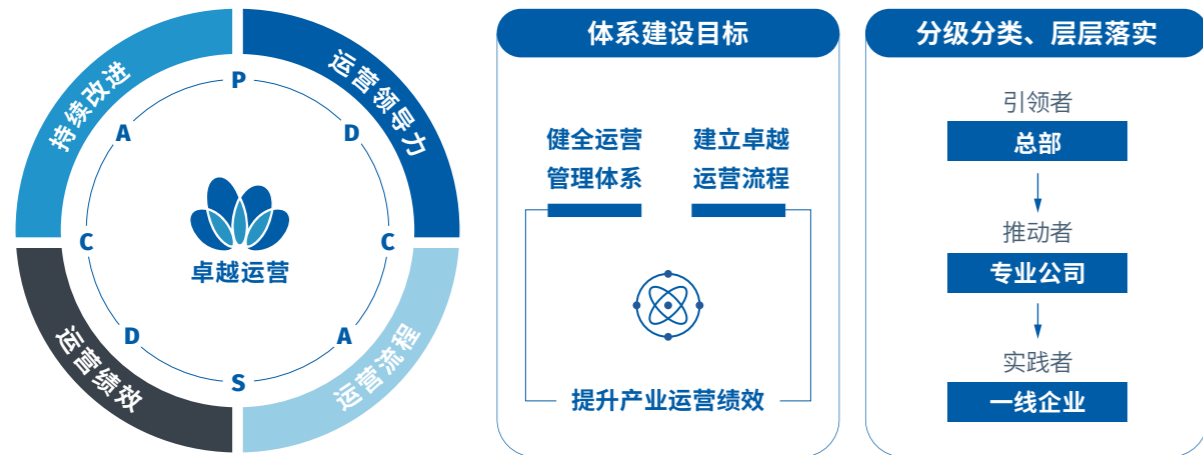 持续改进
运营领导力
运营绩效
运营流程
P
D
C
A
S
D
C
A
卓越运营
体系建设目标
健全运营
管理体系
建立卓越
运营流程
提升产业运营绩效
分级分类、层层落实
引领者
总部
推动者
专业公司
实践者
一线企业